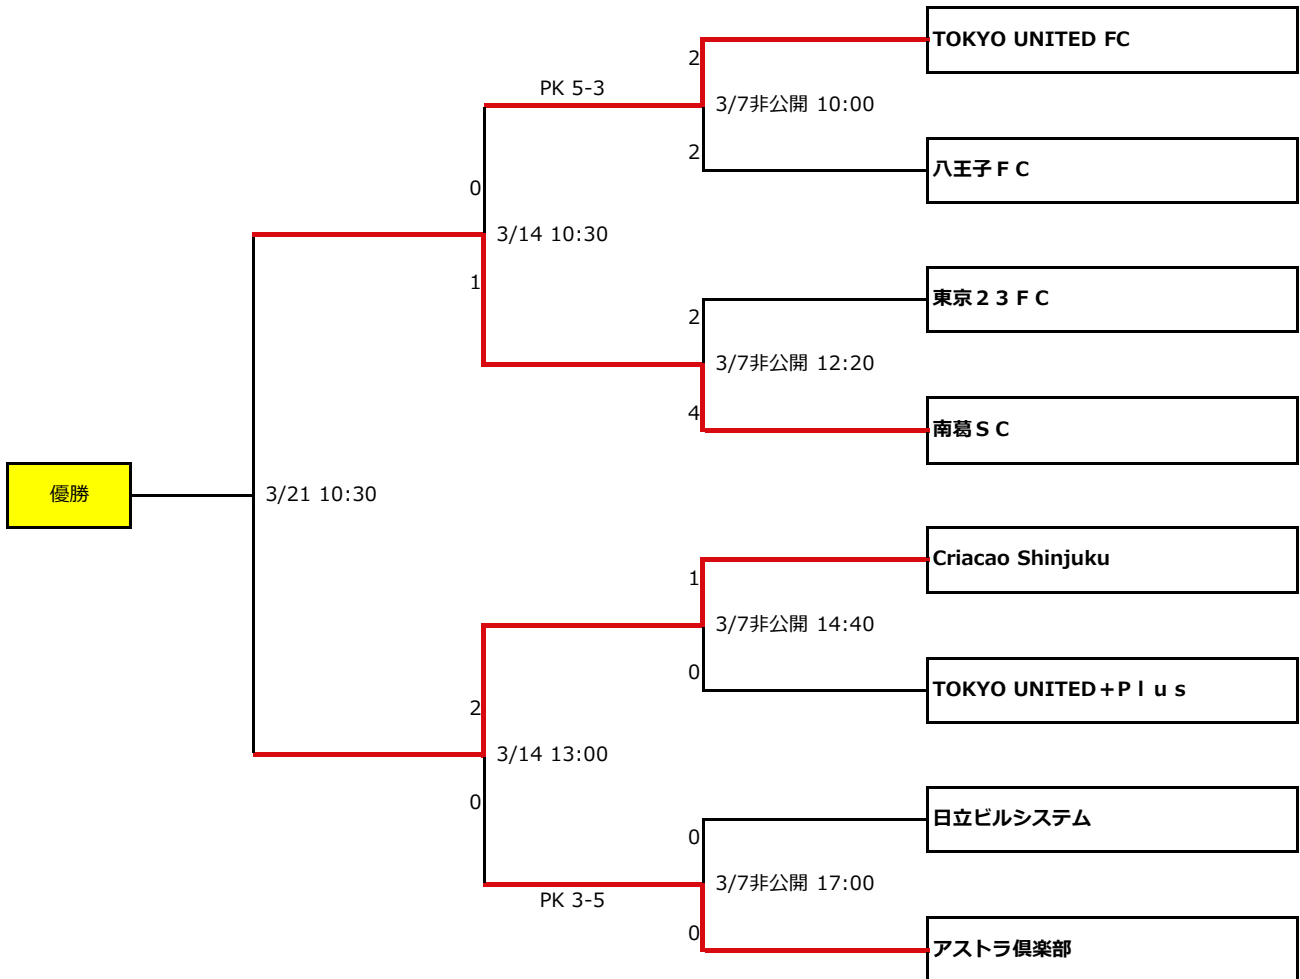 TOKYO UNITED FC
2
PK 5-3
3/7非公開 10:00
2
八王子ＦＣ
0
3/14 10:30
1
東京２３ＦＣ
2
3/7非公開 12:20
4
南葛ＳＣ
優勝
3/21 10:30
Criacao Shinjuku
1
3/7非公開 14:40
0
TOKYO UNITED＋Ｐｌｕｓ
2
3/14 13:00
0
日立ビルシステム
0
3/7非公開 17:00
PK 3-5
0
アストラ倶楽部